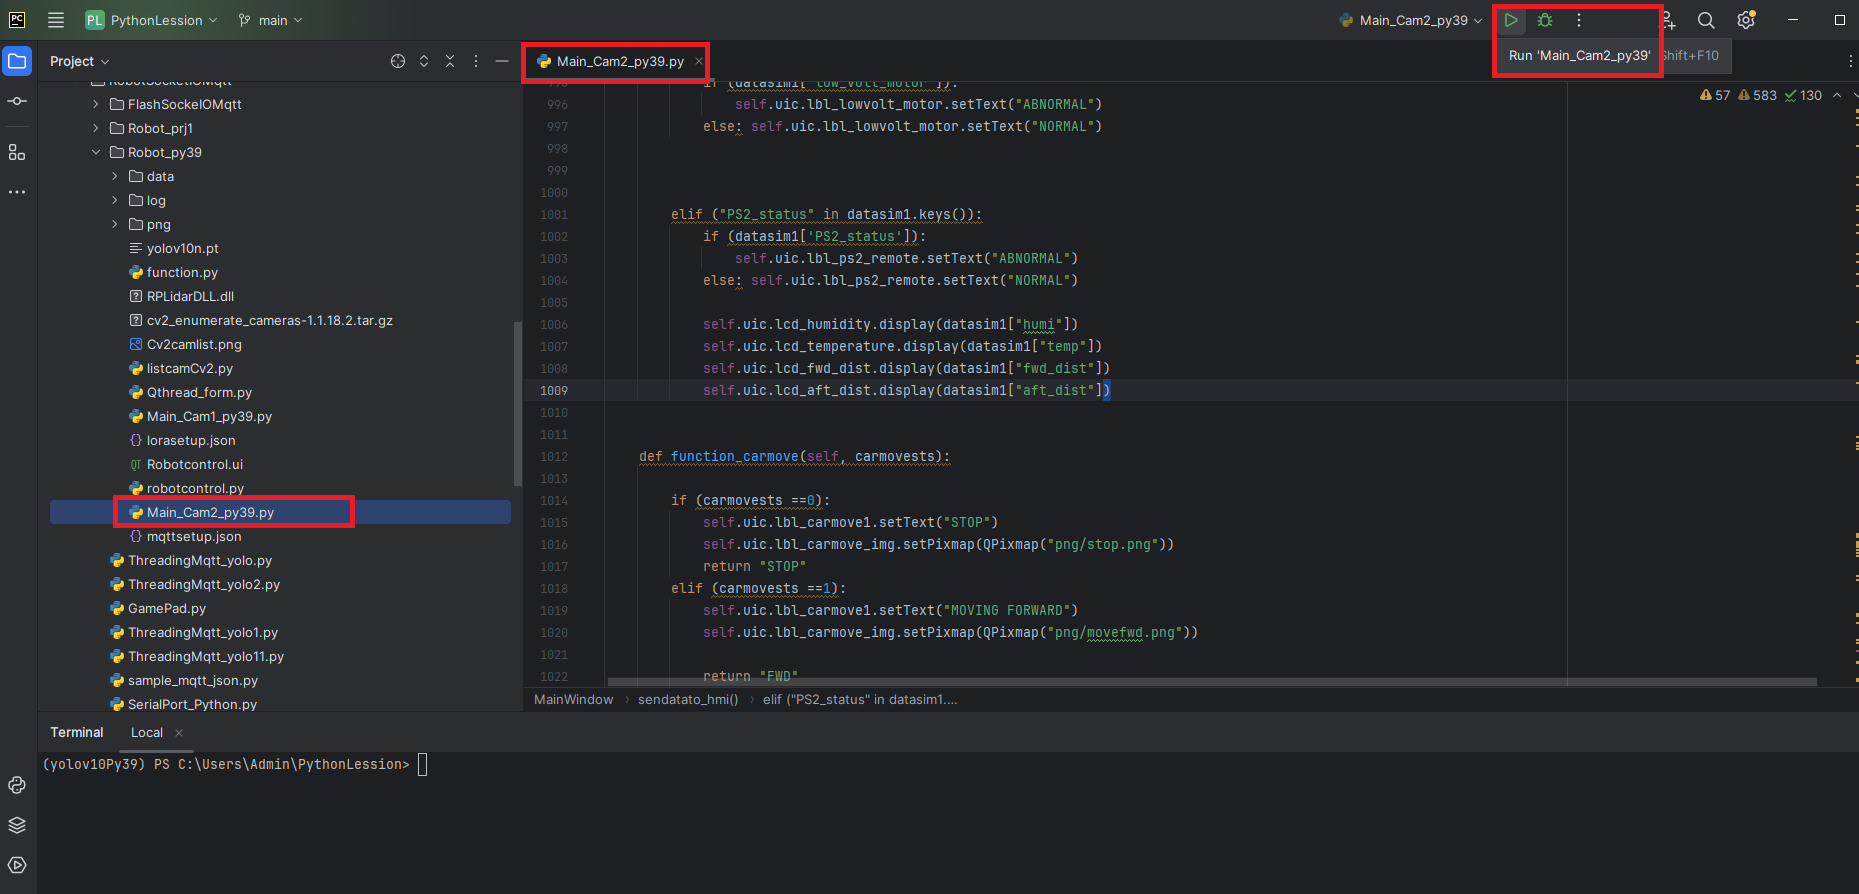 PC
PL PythonLession
main
Main_Cam2_py39
Run 'Main_Cam2_py39' Shift+F10
Project
Main_Cam2_py39.py
57 583 130
RobotSocketIOMqtt
FlashSockeIOMqtt
Robot_prj1
Robot_py39
data
log
png
yolov10n.pt
function.py
RPLidarDLL.dll
cv2_enumerate_cameras-1.1.18.2.tar.gz
Cv2camlist.png
listcamCv2.py
Qthread_form.py
Main_Cam1_py39.py
lorasetup.json
Robotcontrol.ui
robotcontrol.py
Main_Cam2_py39.py
mqttsetup.json
ThreadingMqtt_yolo.py
ThreadingMqtt_yolo2.py
GamePad.py
ThreadingMqtt_yolo1.py
ThreadingMqtt_yolo11.py
sample_mqtt_json.py
SerialPort_Python.py
995 if (datasim1['low_volt_motor']):
996 self.uic.lbl_lowvolt_motor.setText("ABNORMAL")
997 else: self.uic.lbl_lowvolt_motor.setText("NORMAL")
998
999
1000
1001 elif ("PS2_status" in datasim1.keys()):
1002 if (datasim1['PS2_status']):
1003 self.uic.lbl_ps2_remote.setText("ABNORMAL")
1004 else: self.uic.lbl_ps2_remote.setText("NORMAL")
1005
1006 self.uic.lcd_humidity.display(datasim1["humi"])
1007 self.uic.lcd_temperature.display(datasim1["temp"])
1008 self.uic.lcd_fwd_dist.display(datasim1["fwd_dist"])
1009 self.uic.lcd_aft_dist.display(datasim1["aft_dist"])
1010
1011
1012 def function_carmove(self, carmovests):
1013
1014 if (carmovests ==0):
1015 self.uic.lbl_carmove1.setText("STOP")
1016 self.uic.lbl_carmove_img.setPixmap(QPixmap("png/stop.png"))
1017 return "STOP"
1018 elif (carmovests ==1):
1019 self.uic.lbl_carmove1.setText("MOVING FORWARD")
1020 self.uic.lbl_carmove_img.setPixmap(QPixmap("png/movefwd.png"))
1021
1022 return "FWD"
MainWindow › sendatato_hmi() › elif ("PS2_status" in datasim1....
Terminal Local
(yolov10Py39) PS C:\Users\Admin\PythonLession>